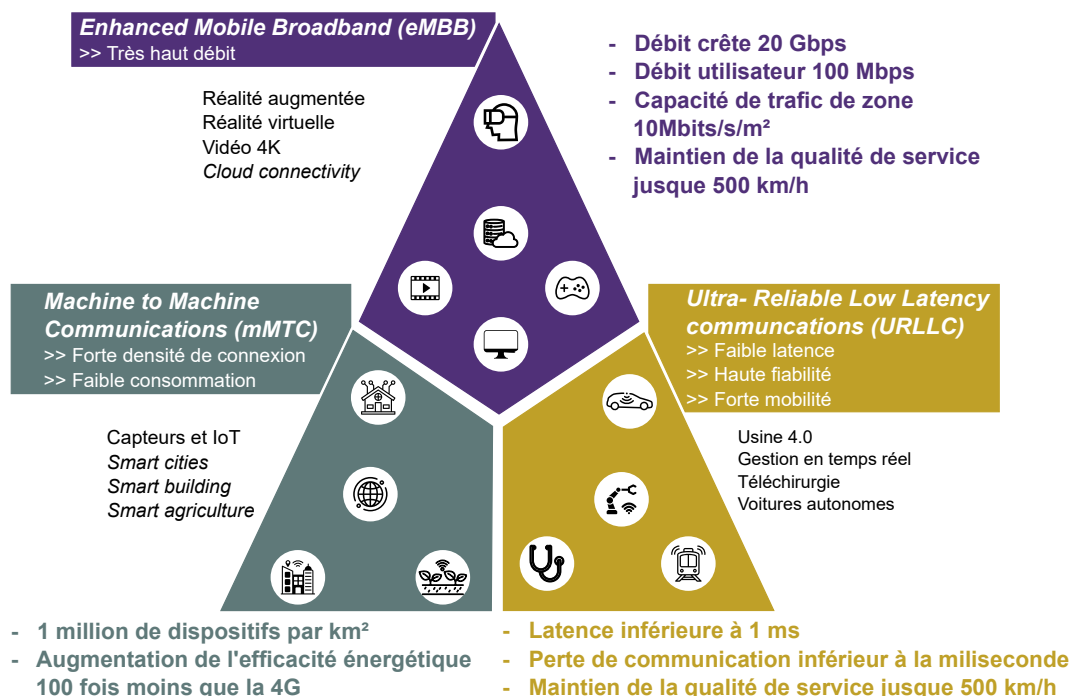 Enhanced Mobile Broadband (eMBB)
>> Très haut débit
Réalité augmentée
Réalité virtuelle
Vidéo 4K
Cloud connectivity
- Débit crête 20 Gbps
- Débit utilisateur 100 Mbps
- Capacité de trafic de zone
10Mbits/s/m²
- Maintien de la qualité de service
jusque 500 km/h
Machine to Machine
Communications (mMTC)
>> Forte densité de connexion
>> Faible consommation
Capteurs et IoT
Smart cities
Smart building
Smart agriculture
- 1 million de dispositifs par km²
- Augmentation de l'efficacité énergétique
100 fois moins que la 4G
Ultra- Reliable Low Latency
communcations (URLLC)
>> Faible latence
>> Haute fiabilité
>> Forte mobilité
Usine 4.0
Gestion en temps réel
Téléchirurgie
Voitures autonomes
- Latence inférieure à 1 ms
- Perte de communication inférieur à la miliseconde
- Maintien de la qualité de service jusque 500 km/h